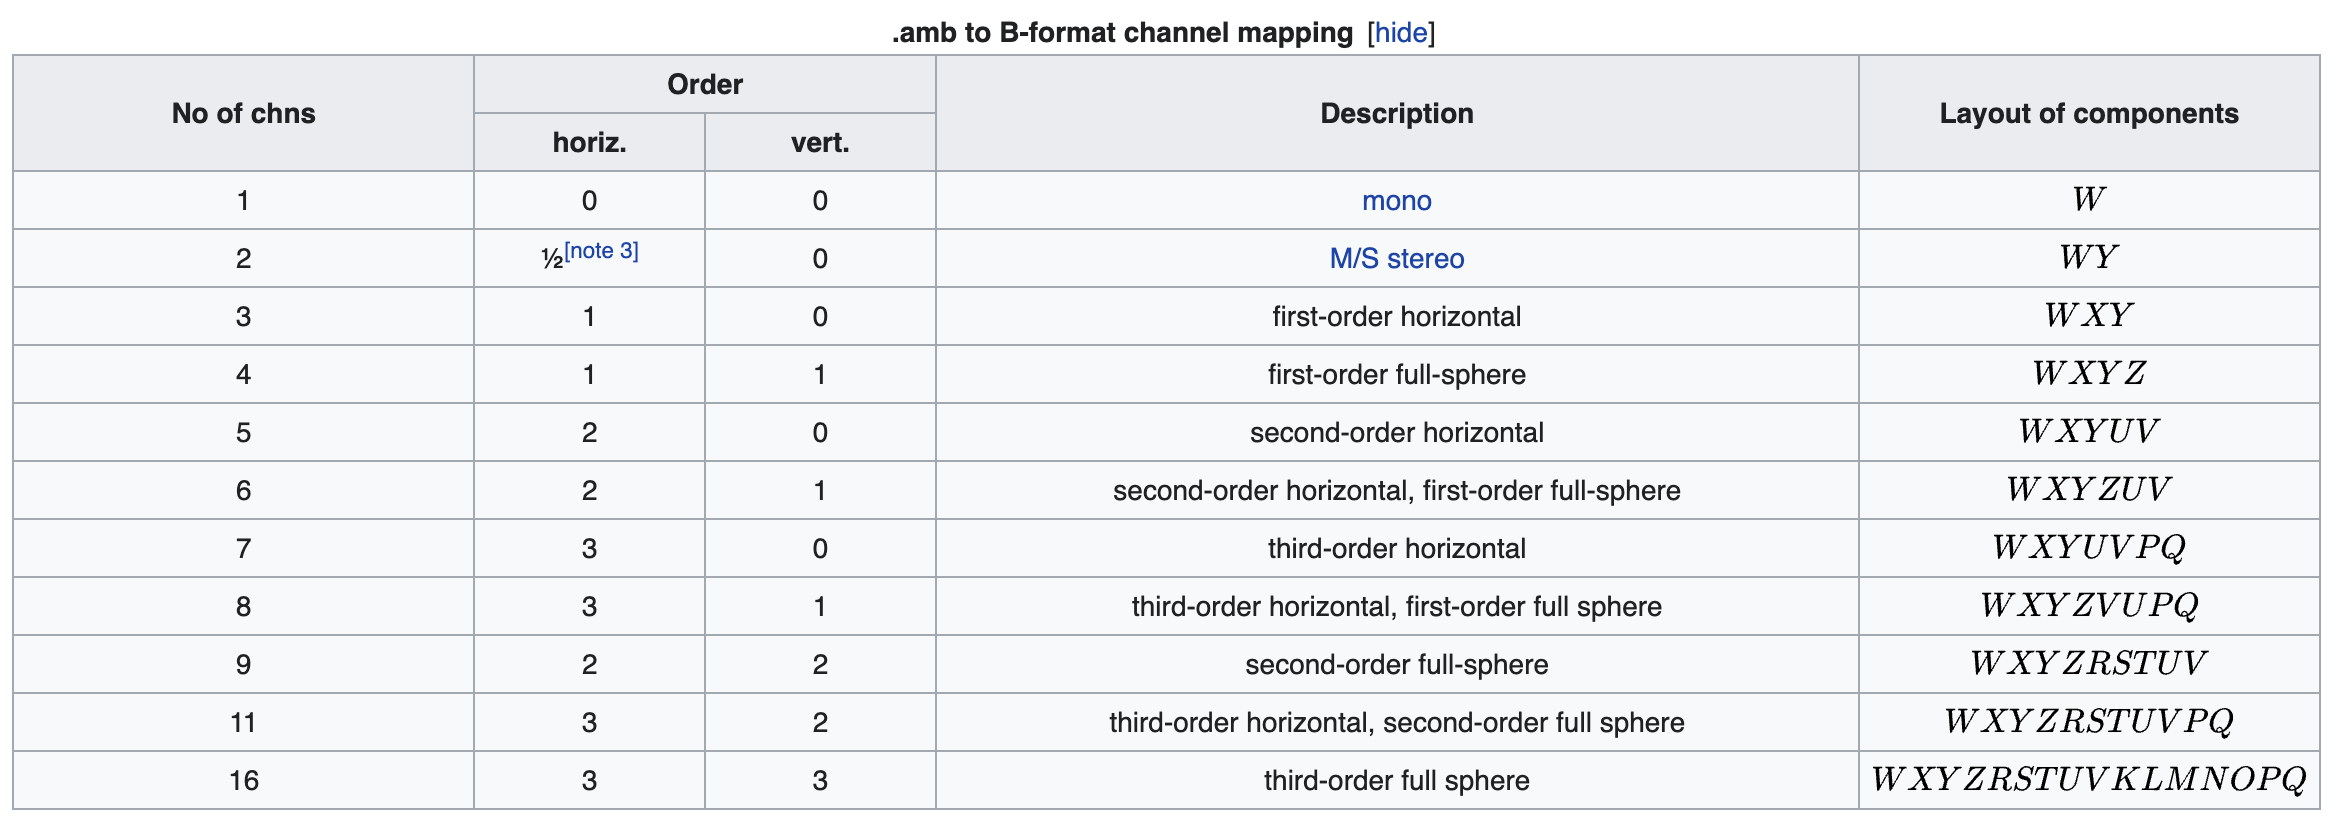 .amb to B-format channel mapping [hide]
No of chns Order Description Layout of components
horiz. vert.
1 0 0 mono W
2 ½[note 3] 0 M/S stereo WY
3 1 0 first-order horizontal WXY
4 1 1 first-order full-sphere WXYZ
5 2 0 second-order horizontal WXYUV
6 2 1 second-order horizontal, first-order full-sphere WXYZUV
7 3 0 third-order horizontal WXYUVPQ
8 3 1 third-order horizontal, first-order full sphere WXYZVUPQ
9 2 2 second-order full-sphere WXYZRSTUV
11 3 2 third-order horizontal, second-order full sphere WXYZRSTUVPQ
16 3 3 third-order full sphere WXYZRSTUVKLMNOPQ